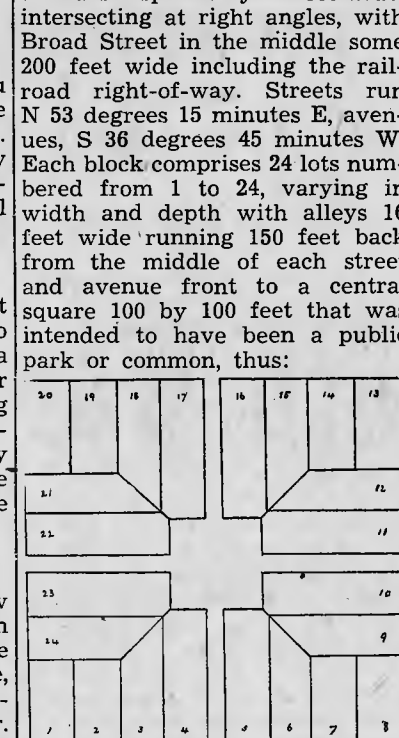 intersecting at right angles, with
Broad Street in the middle some
200 feet wide including the rail-
road right-of-way. Streets run
N 53 degrees 15 minutes E, aven-
ues, S 36 degrees 45 minutes W.
Each block comprises 24 lots num-
bered from 1 to 24, varying in
width and depth with alleys 16
feet wide running 150 feet back
from the middle of each street
and avenue front to a central
square 100 by 100 feet that was
intended to have been a public
park or common, thus:
20 19 18 17 16 15 14 13
21 12
22 11
23 10
24 9
1 2 3 4 5 6 7 8